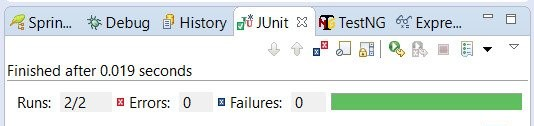 Sprin... Debug History JUnit TestNG Expre...
Finished after 0.019 seconds
Runs: 2/2 Errors: 0 Failures: 0